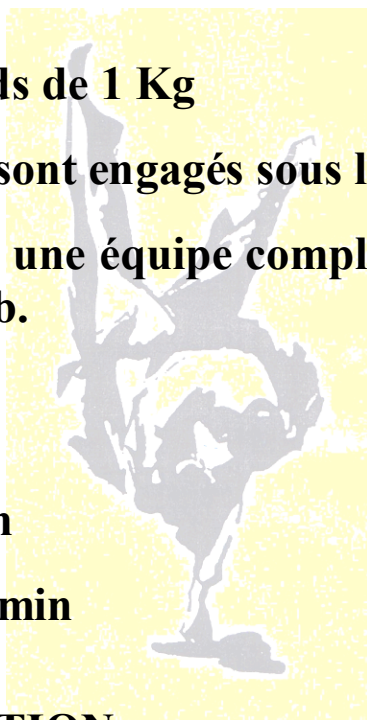 ds de 1 Kg
sont engagés sous l
une équipe compl
b.
n
min
TION